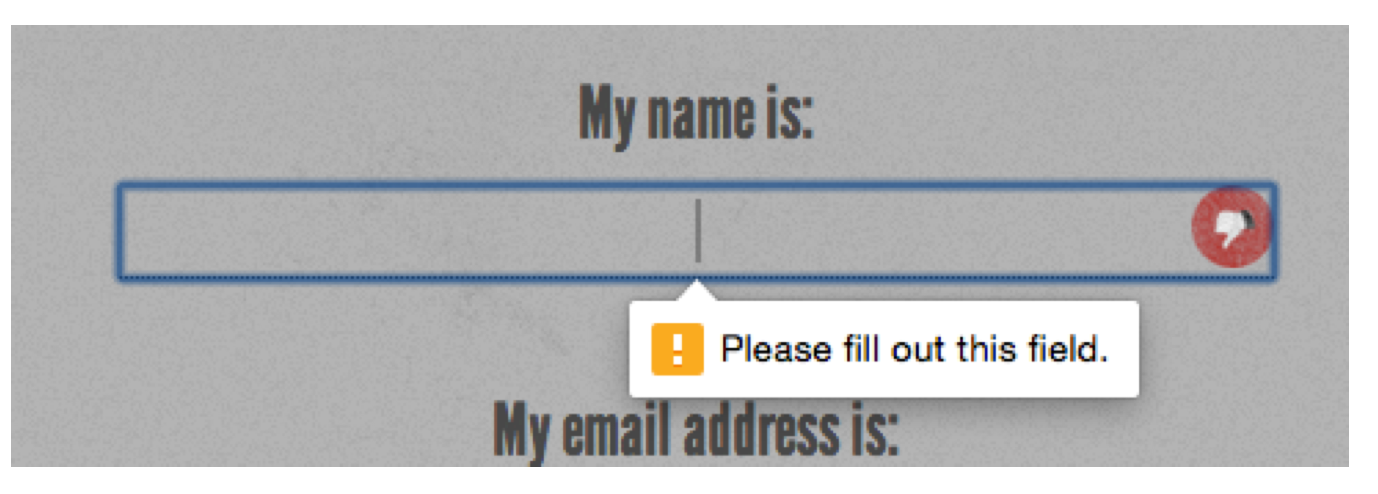 My name is:
Please fill out this field.
My email address is: